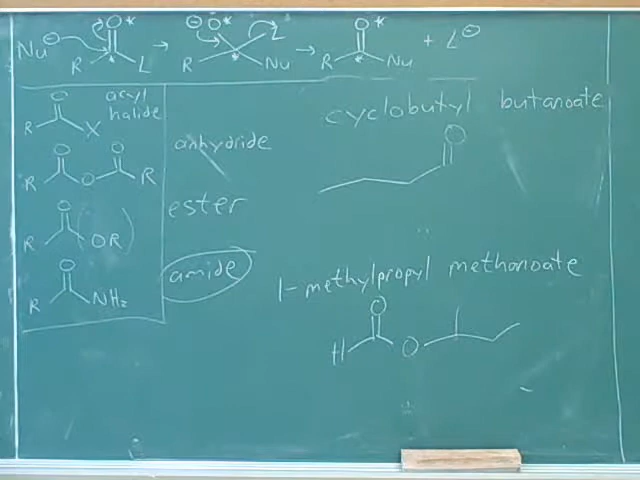 Nu⊖ O* R L → ⊖ O* R L Nu → O* R Nu + L⊖
O R X acyl halide
anhydride
O O R O R
ester
O R (OR)
amide
O R NH₂
cyclobutyl butanoate
O
1-methylpropyl methanoate
O
H O